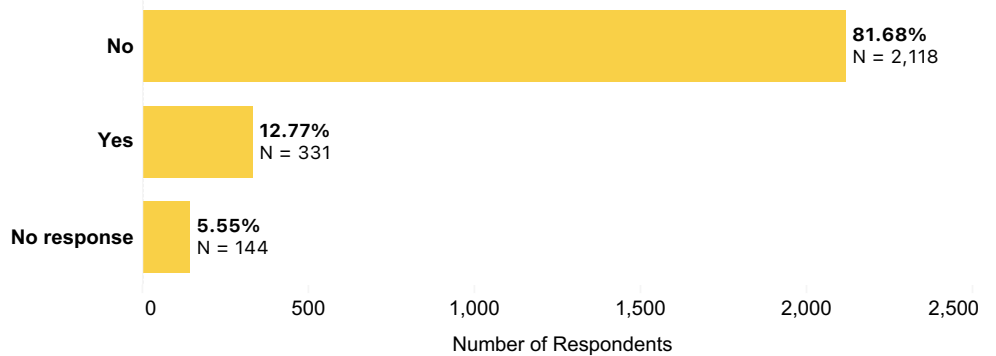 No
81.68%
N = 2,118
Yes
12.77%
N = 331
No response
5.55%
N = 144
0 500 1,000 1,500 2,000 2,500
Number of Respondents